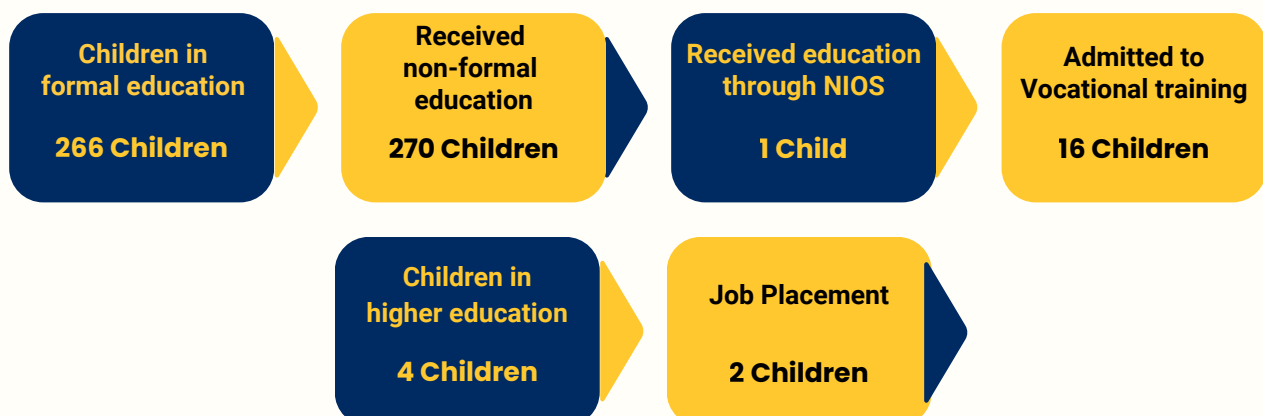 Children in
formal education
266 Children
Received
non-formal
education
270 Children
Received education
through NIOS
1 Child
Admitted to
Vocational training
16 Children
Children in
higher education
4 Children
Job Placement
2 Children